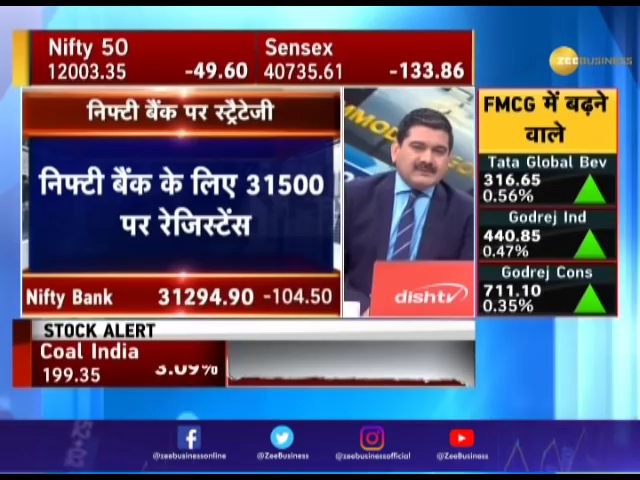 Nifty 50 Sensex
12003.35 -49.60 40735.61 -133.86
ZEEBUSINESS
निफ्टी बैंक पर स्ट्रैटेजी
निफ्टी बैंक के लिए 31500
पर रेजिस्टेंस
Nifty Bank 31294.90 -104.50
dishtv
FMCG में बढ़ने
वाले
Tata Global Bev
316.65
0.56%
Godrej Ind
440.85
0.47%
Godrej Cons
711.10
0.35%
STOCK ALERT
Coal India
199.35 3.09%
@zeebusinessonline @ZeeBusiness @zeebusinessofficial @ZeeBusiness